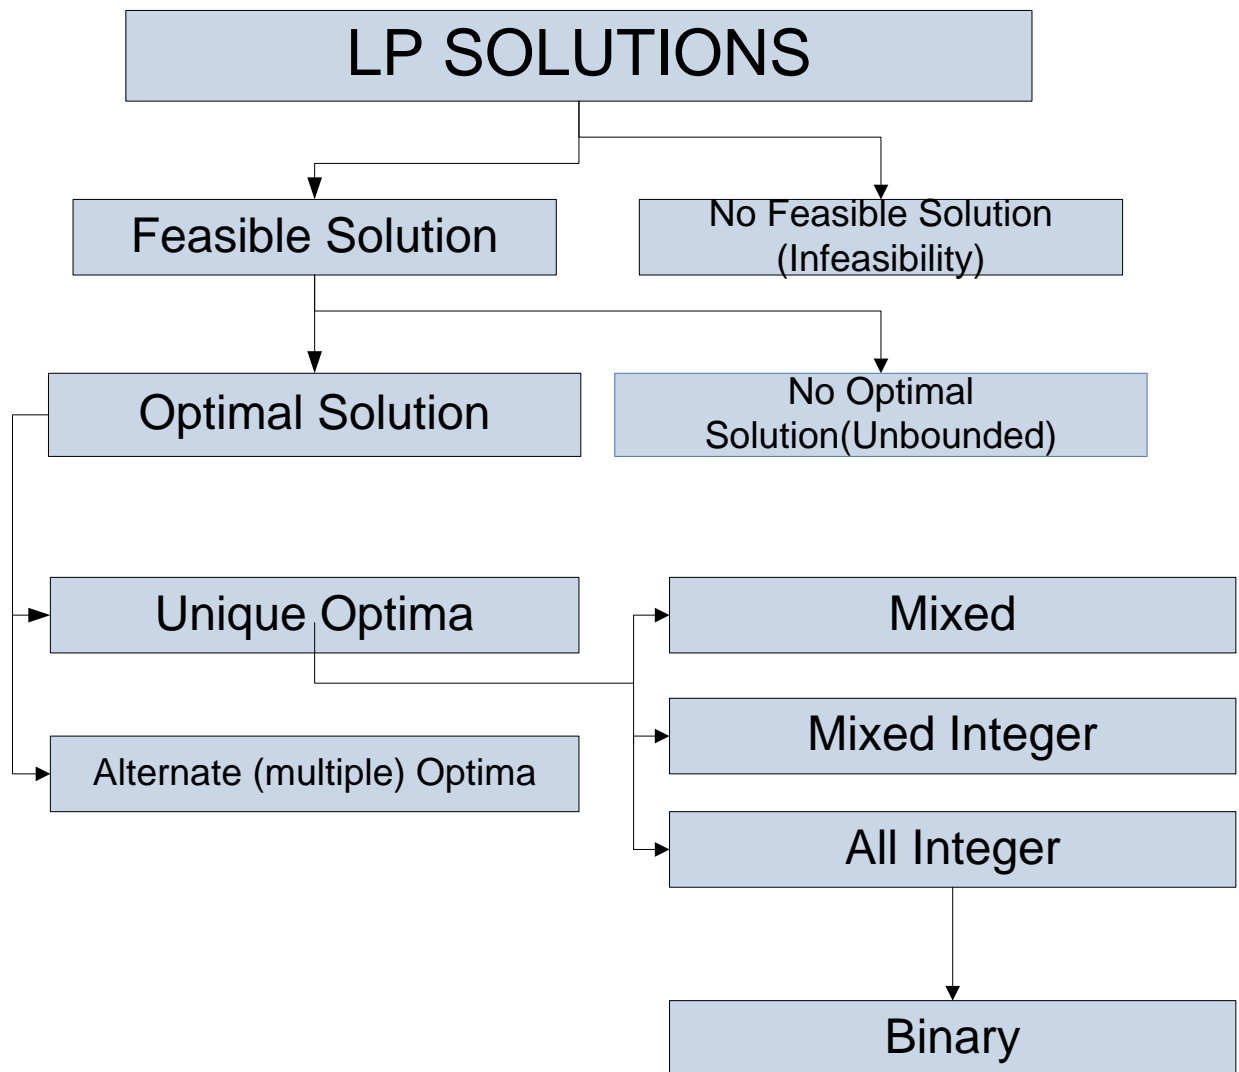 LP SOLUTIONS
Feasible Solution
No Feasible Solution
(Infeasibility)
Optimal Solution
No Optimal
Solution(Unbounded)
Unique Optima
Mixed
Mixed Integer
Alternate (multiple) Optima
All Integer
Binary